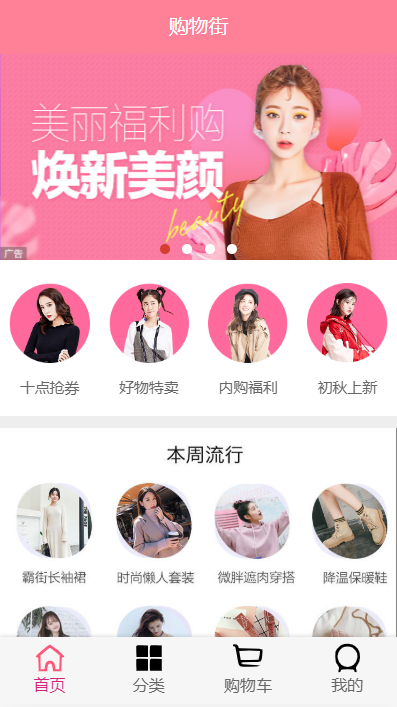 购物街
美丽福利购
焕新美颜
beauty
广告
十点抢券
好物特卖
内购福利
初秋上新
本周流行
霸街长袖裙
时尚懒人套装
微胖遮肉穿搭
降温保暖鞋
首页
分类
购物车
我的